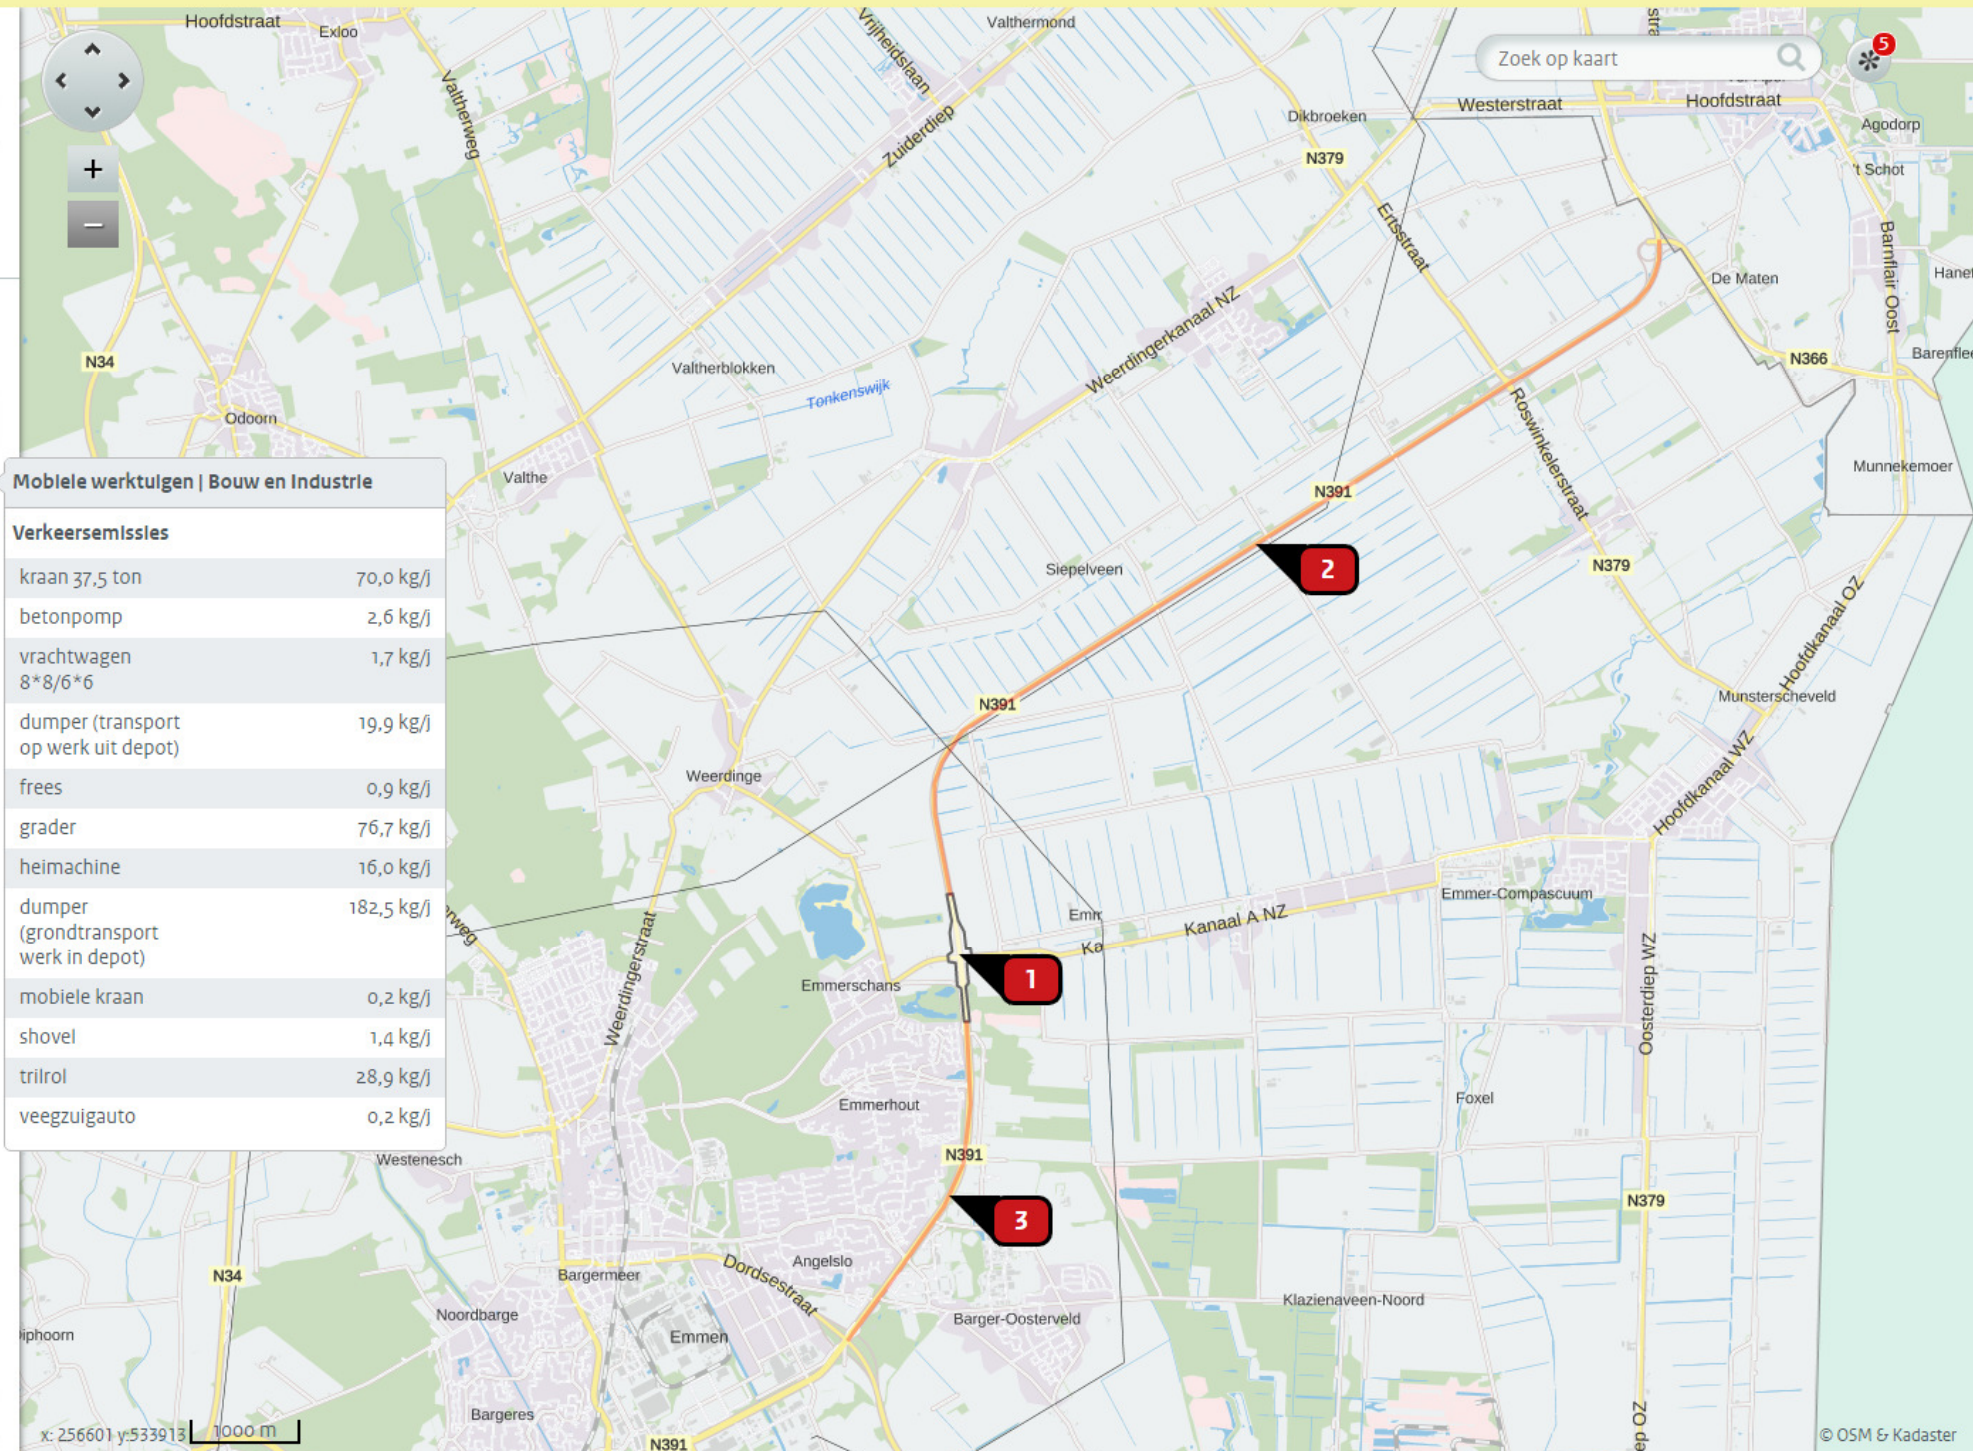 Hoofdstraat
Exloo
Valthermond
Vrijheidslaan
Zoek op kaart
5
Valtherweg
Zuiderdiep
Dikbroeken
Westerstraat
Hoofdstraat
Agodorp
N379
't Schot
+
−
Ertsstraat
Barnflair Oost
De Maten
N34
Weerdingerkanaal NZ
N366
Valtherblokken
Tonkenswijk
Odoorn
Roswinkelerstraat
Munnekemoer
Valthe
N391
Mobiele werktuigen | Bouw en Industrie
Verkeersemissies
kraan 37,5 ton 70,0 kg/j
betonpomp 2,6 kg/j
vrachtwagen 1,7 kg/j
8*8/6*6
dumper (transport 19,9 kg/j
op werk uit depot)
frees 0,9 kg/j
grader 76,7 kg/j
heimachine 16,0 kg/j
dumper 182,5 kg/j
(grondtransport
werk in depot)
mobiele kraan 0,2 kg/j
shovel 1,4 kg/j
trilrol 28,9 kg/j
veegzuigauto 0,2 kg/j
Siepelveen
2
N379
Hoofdkanaal OZ
N391
Munsterscheveld
Weerdinge
Hoofdkanaal WZ
Emmer-Compascuum
Kanaal A NZ
Weerdingerstraat
Emmerschans
1
Oosterdiep WZ
Emmerhout
Foxel
N391
Westenesch
3
N379
N34
Bargermeer
Dordsestraat
Angelslo
Noordbarge
Emmen
Barger-Oosterveld
Klazienaveen-Noord
Bargeres
N391
x: 256601 y:533913
1000 m
© OSM & Kadaster